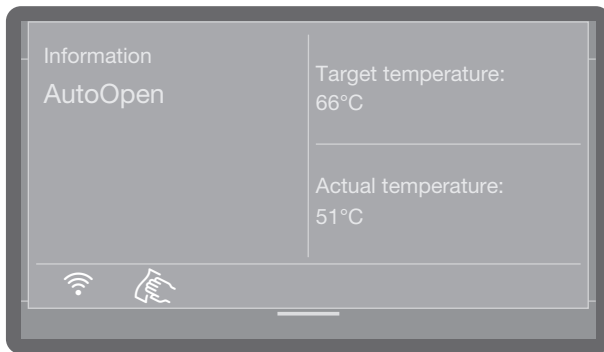 Information
AutoOpen
Target temperature:
66°C
Actual temperature:
51°C